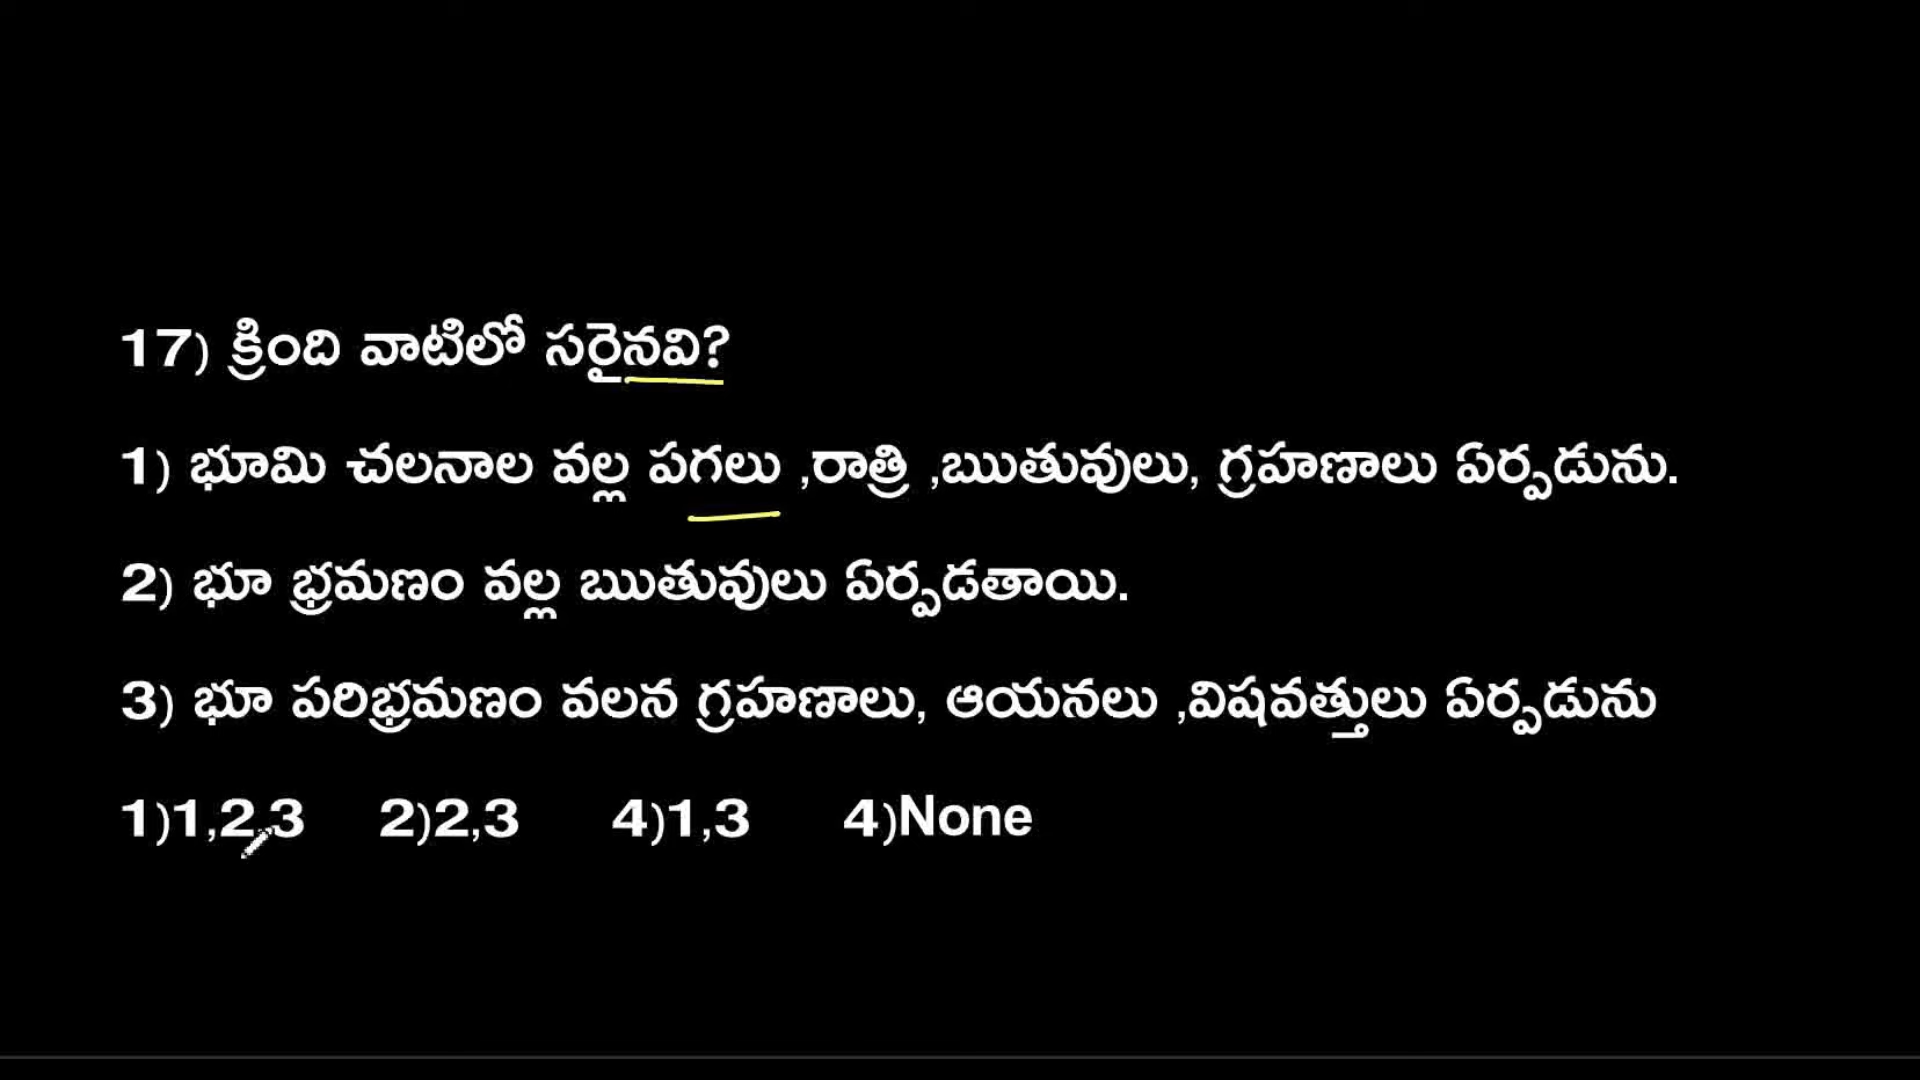 17) క్రింది వాటిలో సరైనవి?
1) భూమి చలనాల వల్ల పగలు ,రాత్రి ,ఋతువులు, గ్రహణాలు ఏర్పడును.
2) భూ భ్రమణం వల్ల ఋతువులు ఏర్పడతాయి.
3) భూ పరిభ్రమణం వలన గ్రహణాలు, ఆయనలు ,విషవత్తులు ఏర్పడును
1)1,2,3 2)2,3 4)1,3 4)None